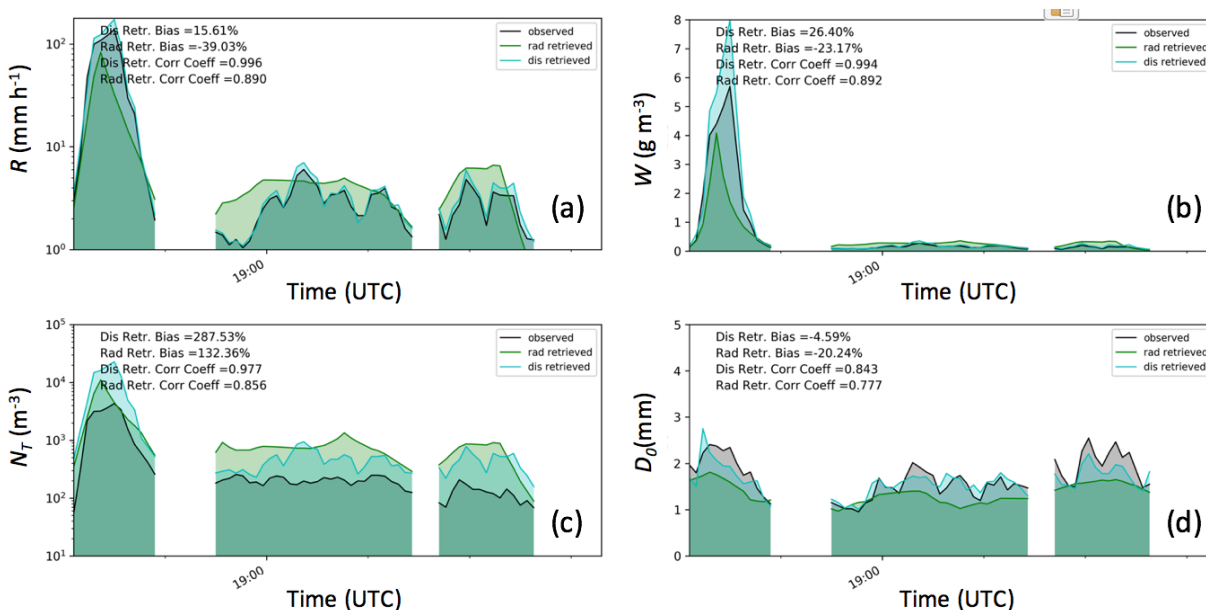 Dis Retr. Bias =15.61%
Rad Retr. Bias=-39.03%
Dis Retr. Corr Coeff =0.996
Rad Retr. Corr Coeff =0.890
observed
rad retrieved
dis retrieved
10²
10¹
10⁰
R (mm h⁻¹)
(a)
19:00
Time (UTC)
Dis Retr. Bias =26.40%
Rad Retr. Bias=-23.17%
Dis Retr. Corr Coeff =0.994
Rad Retr. Corr Coeff =0.892
observed
rad retrieved
dis retrieved
8
7
6
5
4
3
2
1
0
W (g m⁻³)
(b)
19:00
Time (UTC)
Dis Retr. Bias =287.53%
Rad Retr. Bias=132.36%
Dis Retr. Corr Coeff =0.977
Rad Retr. Corr Coeff =0.856
observed
rad retrieved
dis retrieved
10⁵
10⁴
10³
10²
10¹
N_T (m⁻³)
(c)
19:00
Time (UTC)
Dis Retr. Bias =-4.59%
Rad Retr. Bias =-20.24%
Dis Retr. Corr Coeff =0.843
Rad Retr. Corr Coeff =0.777
observed
rad retrieved
dis retrieved
5
4
3
2
1
0
D₀(mm)
(d)
19:00
Time (UTC)